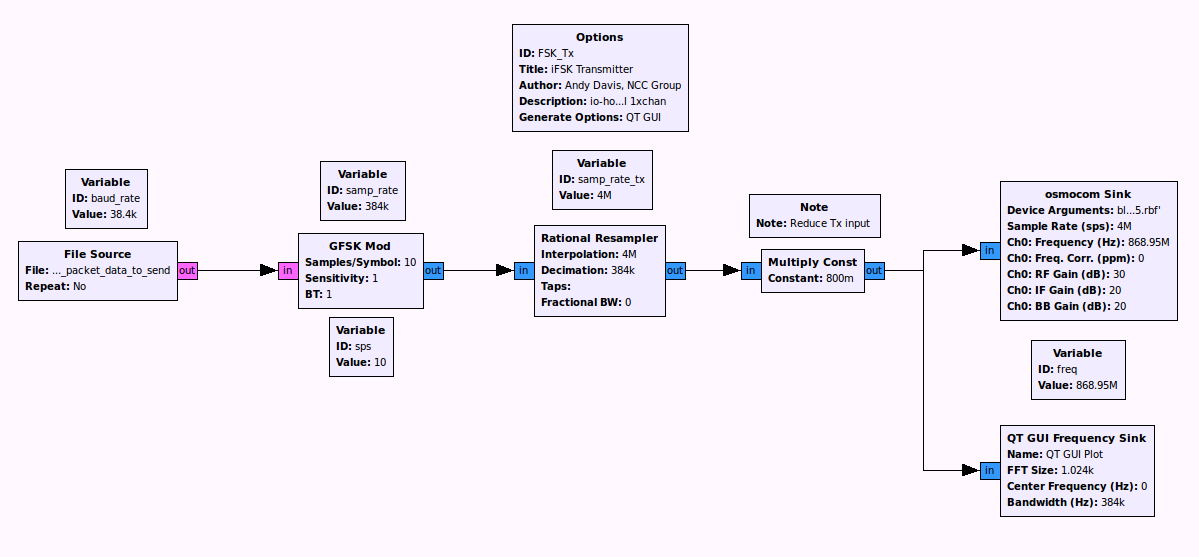 Options
ID: FSK_Tx
Title: iFSK Transmitter
Author: Andy Davis, NCC Group
Description: io-ho...l 1xchan
Generate Options: QT GUI
Variable
ID: baud_rate
Value: 38.4k
Variable
ID: samp_rate
Value: 384k
Variable
ID: samp_rate_tx
Value: 4M
Note
Note: Reduce Tx input
File Source
File: ..._packet_data_to_send
Repeat: No
out
in
GFSK Mod
Samples/Symbol: 10
Sensitivity: 1
BT: 1
out
in
Rational Resampler
Interpolation: 4M
Decimation: 384k
Taps:
Fractional BW: 0
out
in
Multiply Const
Constant: 800m
out
in
osmocom Sink
Device Arguments: bl...5.rbf'
Sample Rate (sps): 4M
Ch0: Frequency (Hz): 868.95M
Ch0: Freq. Corr. (ppm): 0
Ch0: RF Gain (dB): 30
Ch0: IF Gain (dB): 20
Ch0: BB Gain (dB): 20
Variable
ID: sps
Value: 10
Variable
ID: freq
Value: 868.95M
in
QT GUI Frequency Sink
Name: QT GUI Plot
FFT Size: 1.024k
Center Frequency (Hz): 0
Bandwidth (Hz): 384k